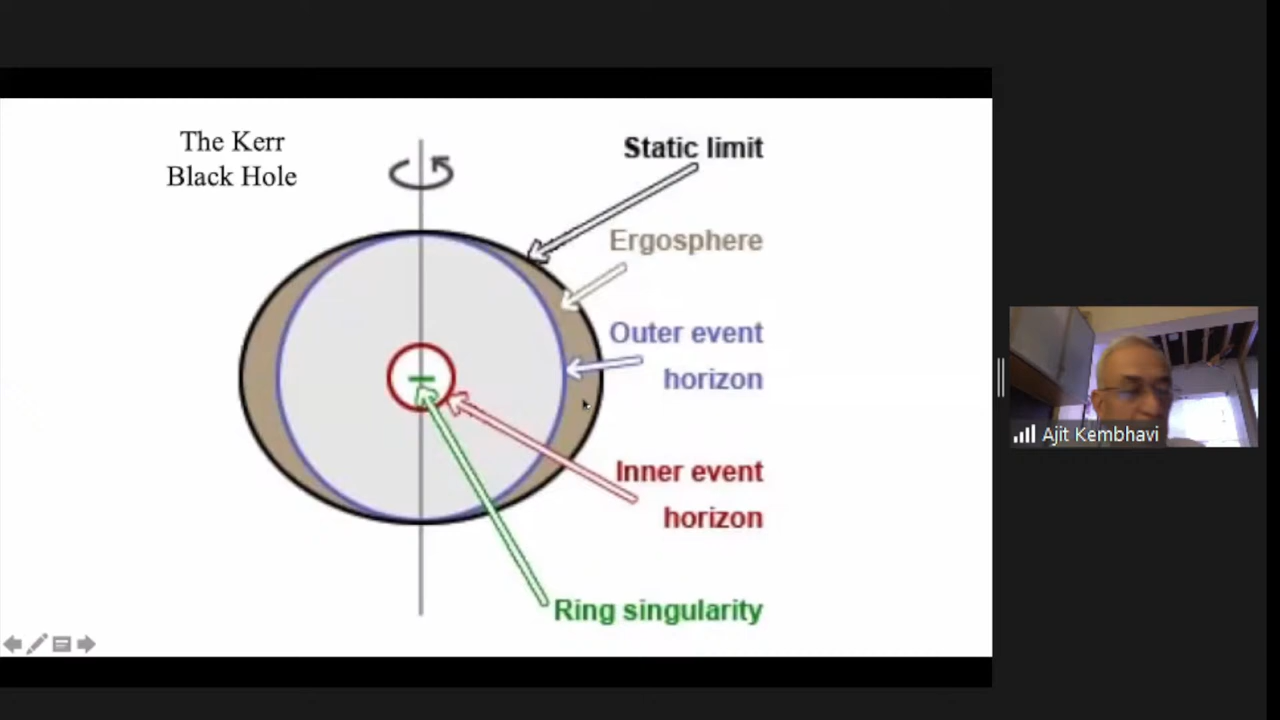 The Kerr
Black Hole
Static limit
Ergosphere
Outer event
horizon
Inner event
horizon
Ring singularity
Ajit Kembhavi